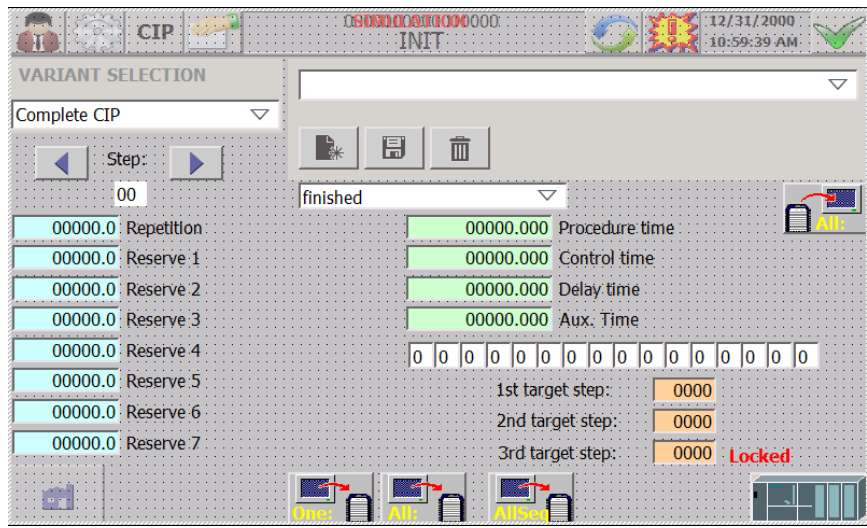 CIP
SIMULATION
INIT
12/31/2000
10:59:39 AM
VARIANT SELECTION
Complete CIP
Step:
00
finished
All:
00000.0 Repetition
00000.000 Procedure time
00000.0 Reserve 1
00000.000 Control time
00000.0 Reserve 2
00000.000 Delay time
00000.0 Reserve 3
00000.000 Aux. Time
00000.0 Reserve 4
0 0 0 0 0 0 0 0 0 0 0 0 0 0 0 0
00000.0 Reserve 5
1st target step: 0000
00000.0 Reserve 6
2nd target step: 0000
00000.0 Reserve 7
3rd target step: 0000 Locked
One: All: AllSeq